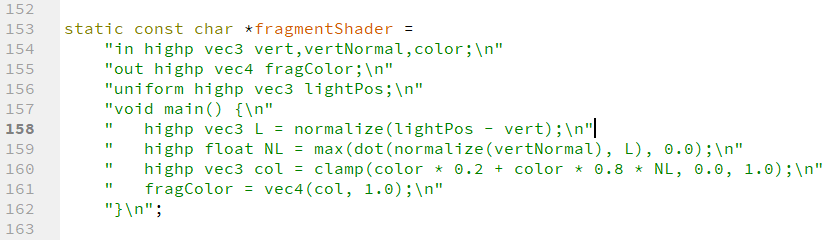 152
153 static const char *fragmentShader =
154     "in highp vec3 vert,vertNormal,color;\n"
155     "out highp vec4 fragColor;\n"
156     "uniform highp vec3 lightPos;\n"
157     "void main() {\n"
158     "   highp vec3 L = normalize(lightPos - vert);\n"
159     "   highp float NL = max(dot(normalize(vertNormal), L), 0.0);\n"
160     "   highp vec3 col = clamp(color * 0.2 + color * 0.8 * NL, 0.0, 1.0);\n"
161     "   fragColor = vec4(col, 1.0);\n"
162     "}\n";
163